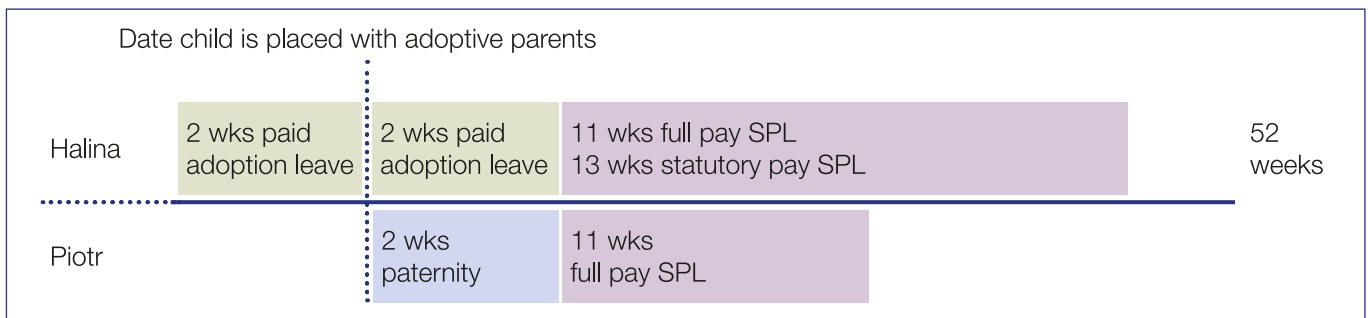 Date child is placed with adoptive parents
Halina
2 wks paid
adoption leave
2 wks paid
adoption leave
11 wks full pay SPL
13 wks statutory pay SPL
52
weeks
Piotr
2 wks
paternity
11 wks
full pay SPL